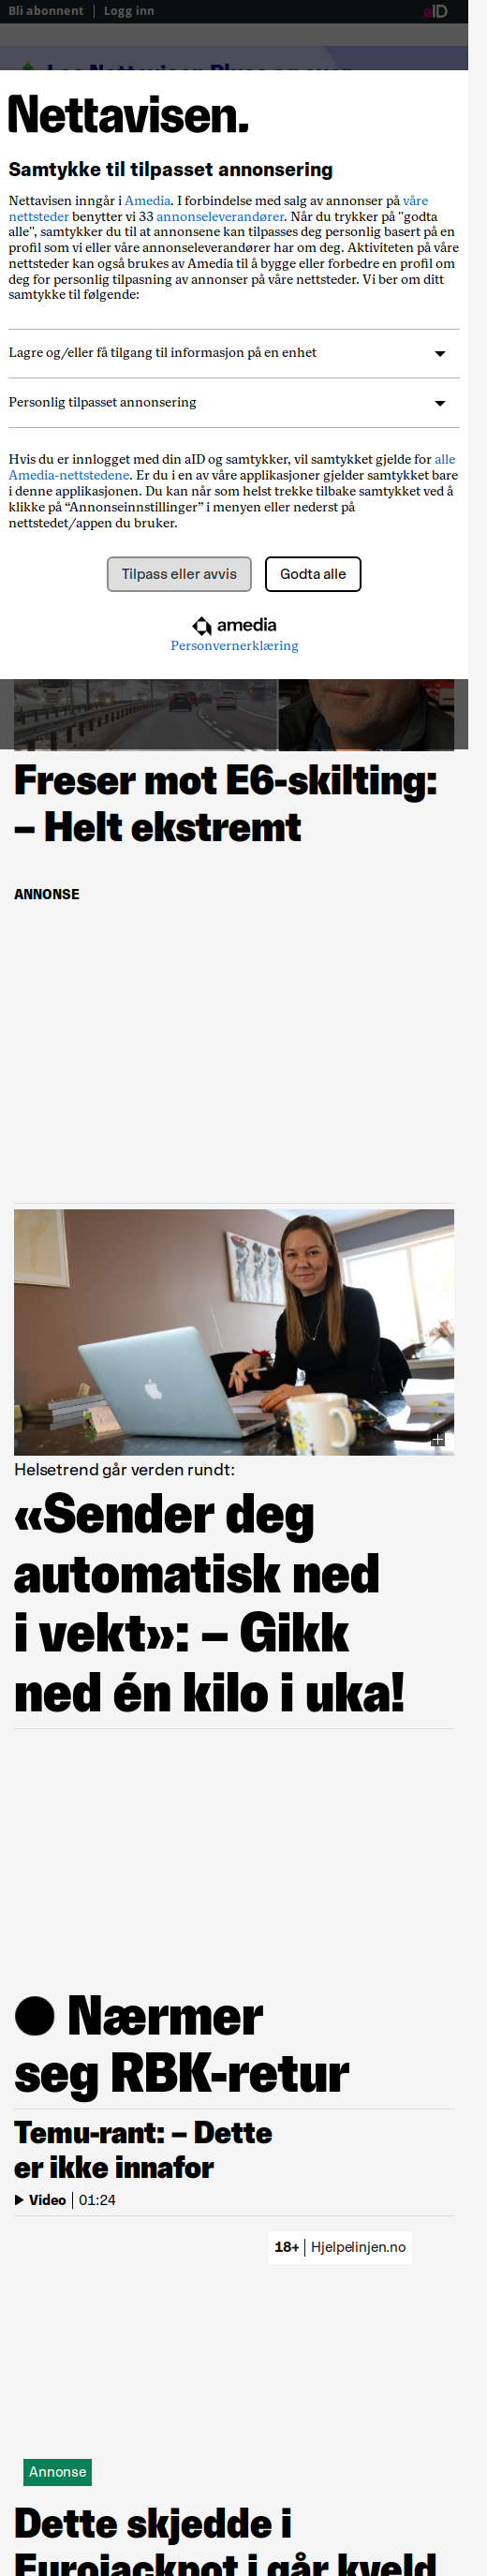 Bli abonnent | Logg inn
aID
Nettavisen.
Samtykke til tilpasset annonsering
Nettavisen inngår i Amedia. I forbindelse med salg av annonser på våre
nettsteder benytter vi 33 annonseleverandører. Når du trykker på "godta
alle", samtykker du til at annonsene kan tilpasses deg personlig basert på en
profil som vi eller våre annonseleverandører har om deg. Aktiviteten på våre
nettsteder kan også brukes av Amedia til å bygge eller forbedre en profil om
deg for personlig tilpasning av annonser på våre nettsteder. Vi ber om ditt
samtykke til følgende:
Lagre og/eller få tilgang til informasjon på en enhet
Personlig tilpasset annonsering
Hvis du er innlogget med din aID og samtykker, vil samtykket gjelde for alle
Amedia-nettstedene. Er du i en av våre applikasjoner gjelder samtykket bare
i denne applikasjonen. Du kan når som helst trekke tilbake samtykket ved å
klikke på “Annonseinnstillinger” i menyen eller nederst på
nettstedet/appen du bruker.
Tilpass eller avvis
Godta alle
amedia
Personvernerklæring
Freser mot E6-skilting:
– Helt ekstremt
ANNONSE
Helsetrend går verden rundt:
«Sender deg
automatisk ned
i vekt»: – Gikk
ned én kilo i uka!
Nærmer
seg RBK-retur
Temu-rant: – Dette
er ikke innafor
Video | 01:24
18+ | Hjelpelinjen.no
Annonse
Dette skjedde i
Eurojackpot i går kveld